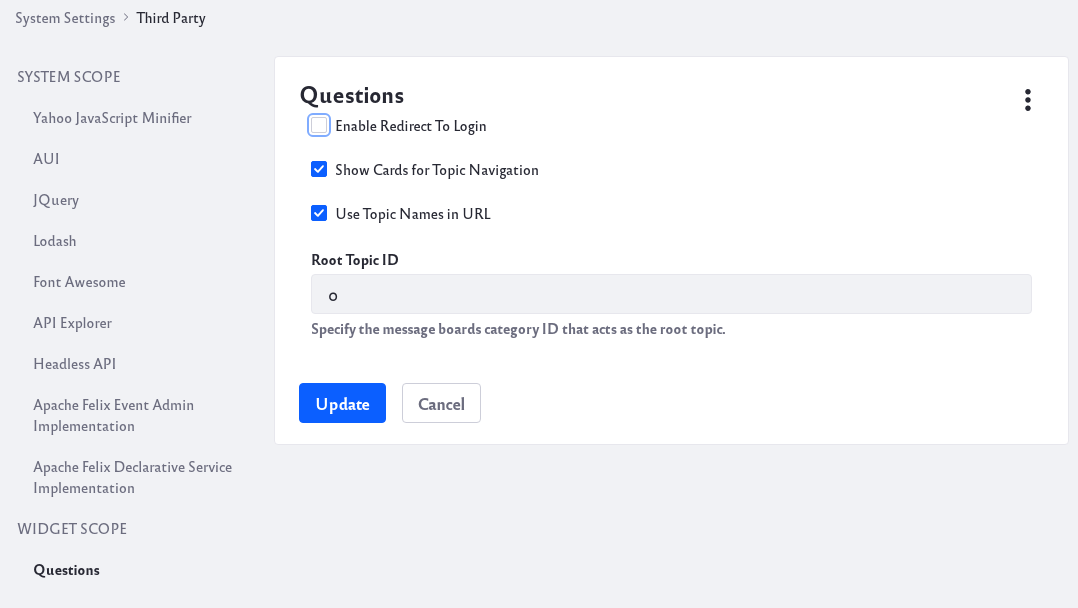 System Settings > Third Party
SYSTEM SCOPE
Yahoo JavaScript Minifier
AUI
JQuery
Lodash
Font Awesome
API Explorer
Headless API
Apache Felix Event Admin
Implementation
Apache Felix Declarative Service
Implementation
WIDGET SCOPE
Questions
Questions
Enable Redirect To Login
Show Cards for Topic Navigation
Use Topic Names in URL
Root Topic ID
0
Specify the message boards category ID that acts as the root topic.
Update
Cancel